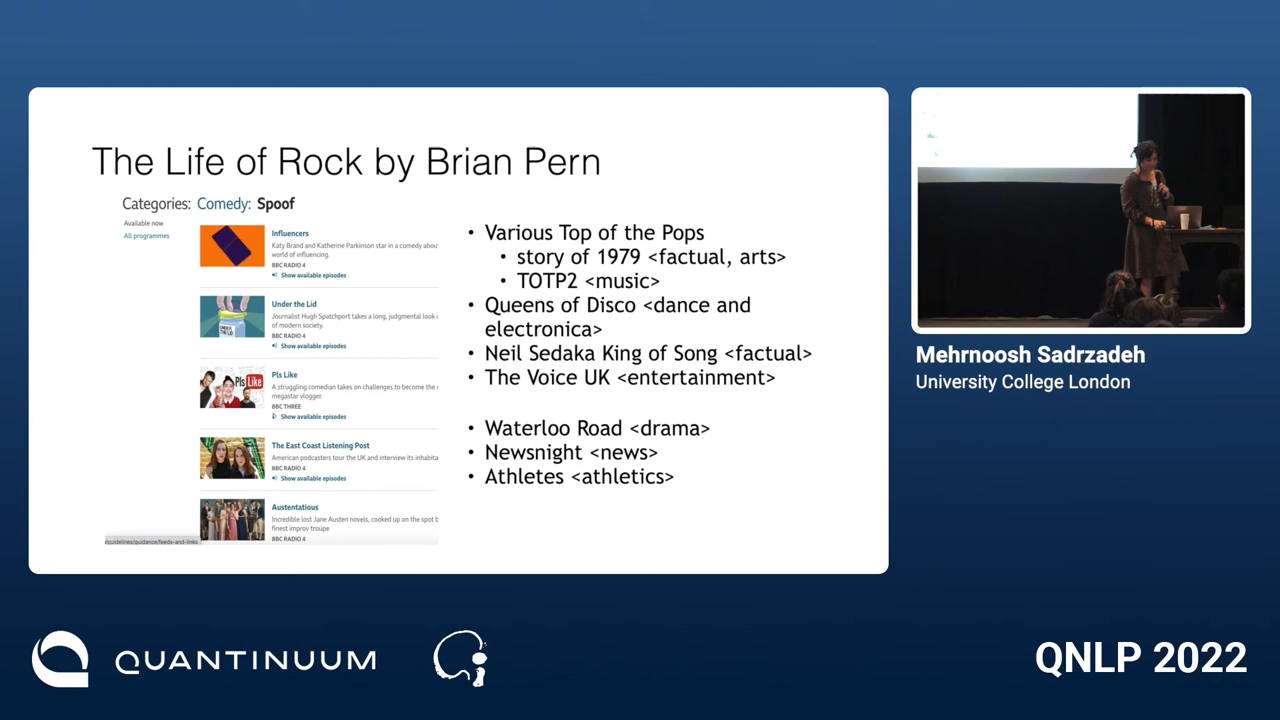 The Life of Rock by Brian Pern
Categories: Comedy: Spoof
Available now
All programmes
Influencers
Katy Brand and Katherine Parkinson star in a comedy about
world of influencing.
BBC RADIO 4
Show available episodes
Under the Lid
Journalist Hugh Spatchport takes a long, judgmental look
of modern society.
BBC RADIO 4
Show available episodes
Pls Like
A struggling comedian takes on challenges to become the
megastar vlogger.
BBC THREE
Show available episodes
The East Coast Listening Post
American podcasters tour the UK and interview its
BBC RADIO 4
Show available episodes
Austentatious
Incredible lost Jane Austen novels, cooked up on the spot
finest improv troupe
BBC RADIO 4
• Various Top of the Pops
• story of 1979 <factual, arts>
• TOTP2 <music>
• Queens of Disco <dance and
electronica>
• Neil Sedaka King of Song <factual>
• The Voice UK <entertainment>
• Waterloo Road <drama>
• Newsnight <news>
• Athletes <athletics>
Mehrnoosh Sadrzadeh
University College London
QUANTINUUM
QNLP 2022